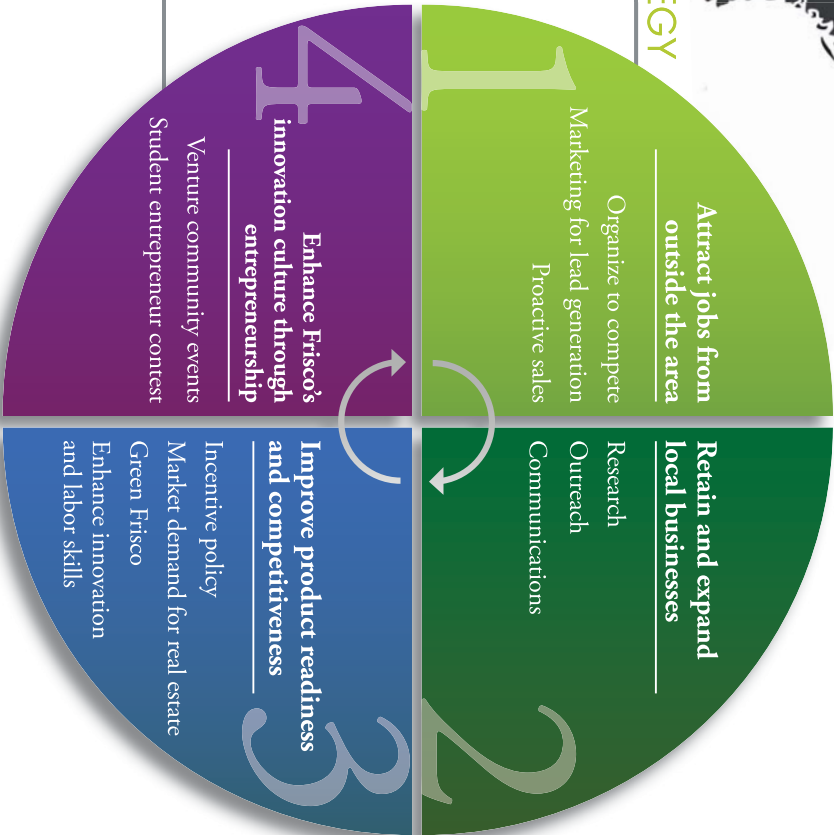 EGY
1
Attract jobs from
outside the area
Organize to compete
Marketing for lead generation
Proactive sales
2
Retain and expand
local businesses
Research
Outreach
Communications
3
Improve product readiness
and competitiveness
Incentive policy
Market demand for real estate
Green Frisco
Enhance innovation
and labor skills
4
Enhance Frisco's
innovation culture through
entrepreneurship
Venture community events
Student entrepreneur contest